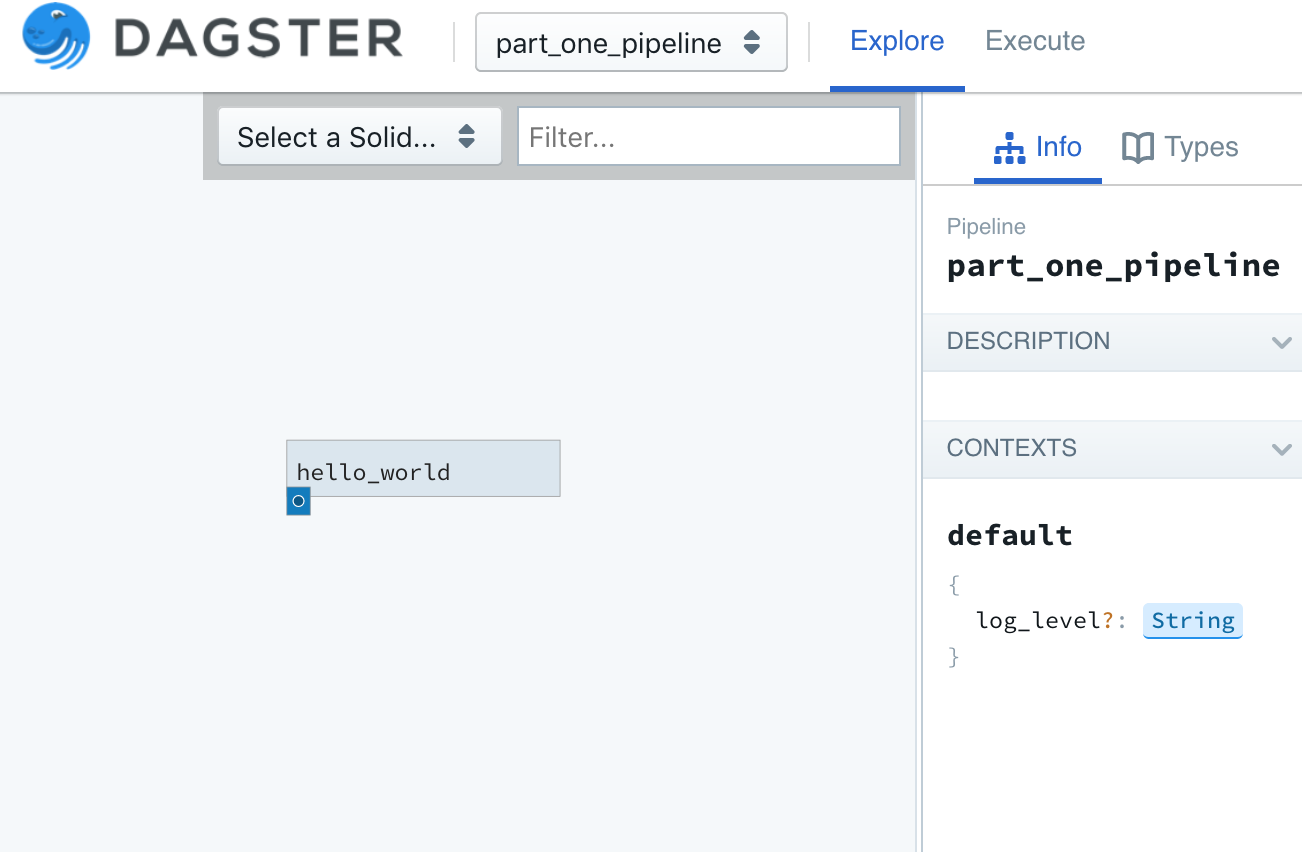 DAGSTER
part_one_pipeline
Explore
Execute
Select a Solid...
Filter...
Info
Types
Pipeline
part_one_pipeline
DESCRIPTION
CONTEXTS
hello_world
default
{
log_level?: String
}